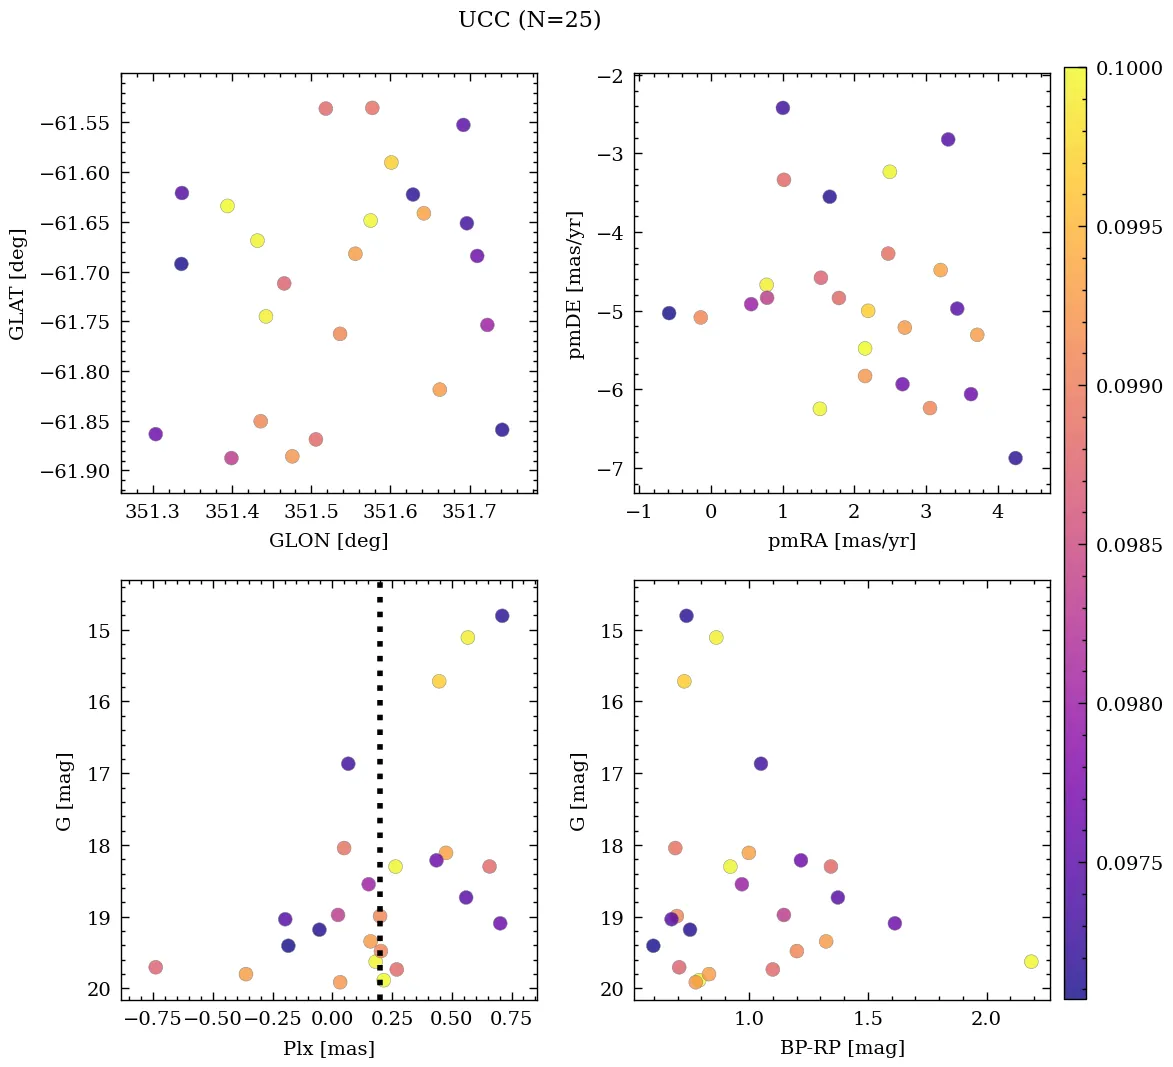 UCC (N=25)
−61.55
−61.60
−61.65
−61.70
−61.75
−61.80
−61.85
−61.90
GLAT [deg]
351.3 351.4 351.5 351.6 351.7
GLON [deg]
−2
−3
−4
−5
−6
−7
pmDE [mas/yr]
−1 0 1 2 3 4
pmRA [mas/yr]
15
16
17
18
19
20
G [mag]
−0.75 −0.50 −0.25 0.00 0.25 0.50 0.75
Plx [mas]
15
16
17
18
19
20
G [mag]
1.0 1.5 2.0
BP-RP [mag]
0.1000
0.0995
0.0990
0.0985
0.0980
0.0975